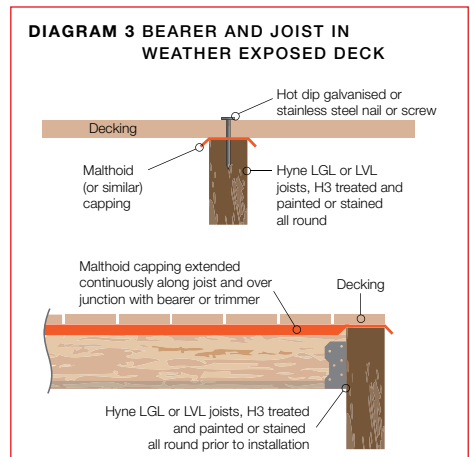 DIAGRAM 3 BEARER AND JOIST IN
WEATHER EXPOSED DECK
Hot dip galvanised or
stainless steel nail or screw
Decking
Malthoid
(or similar)
capping
Hyne LGL or LVL
joists, H3 treated and
painted or stained
all round
Malthoid capping extended
continuously along joist and over
junction with bearer or trimmer
Decking
Hyne LGL or LVL joists, H3 treated
and painted or stained
all round prior to installation